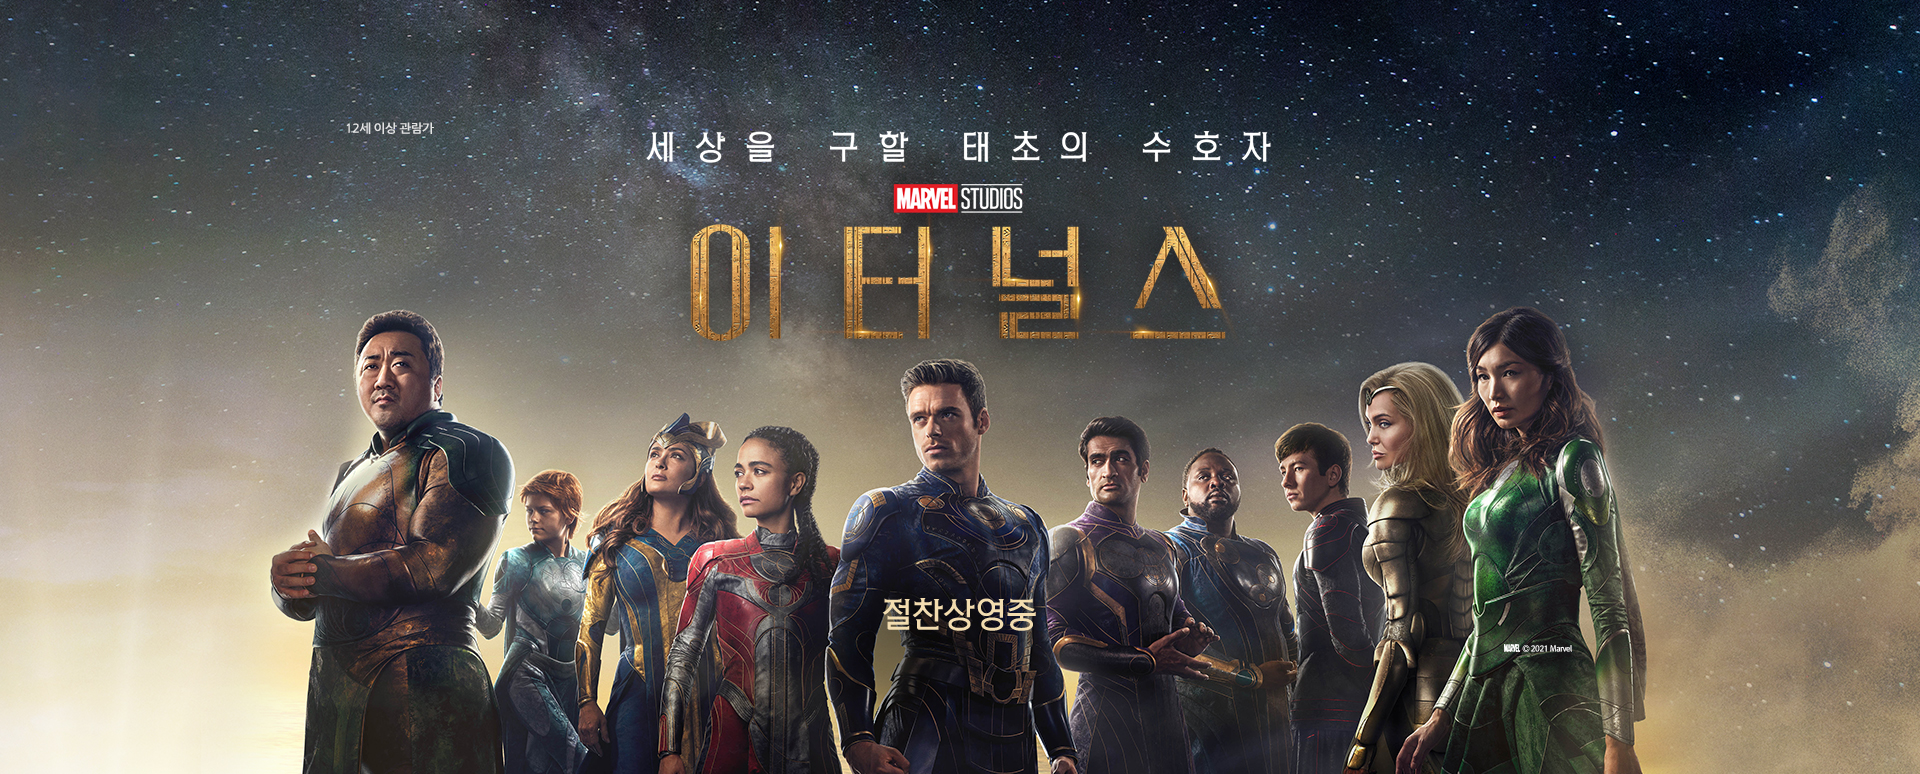 12세 이상 관람가
세상을 구할 태초의 수호자
MARVEL STUDIOS
이터널스
절찬상영중
MARVEL © 2021 Marvel